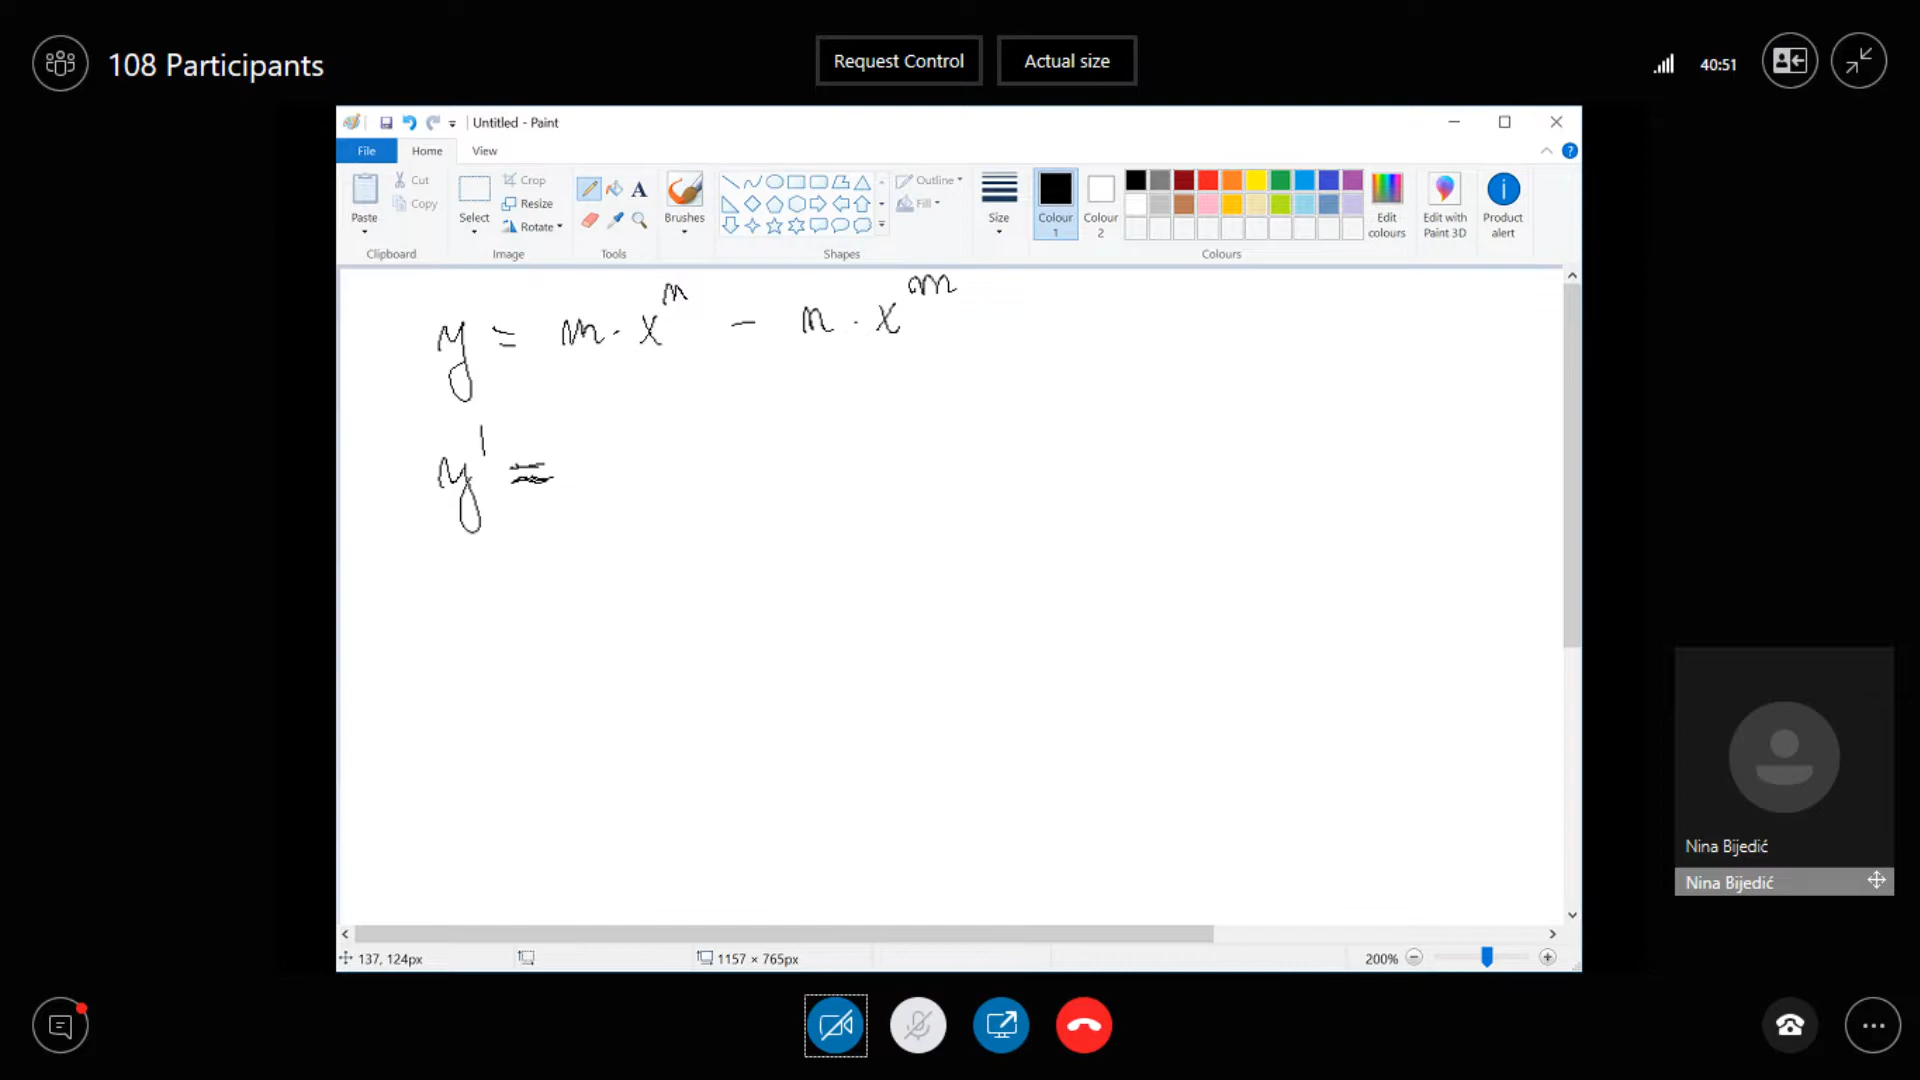 108 Participants
Request Control
Actual size
40:51
Untitled - Paint
File Home View
Paste
Cut
Copy
Clipboard
Select
Crop
Resize
Rotate
Image
A
Tools
Brushes
Outline
Fill
Shapes
Size
Colour 1
Colour 2
Edit colours
Edit with Paint 3D
Product alert
Colours
y = m · x^n − n · x^m
y' =
Nina Bijedić
Nina Bijedić
137, 124px
1157 × 765px
200%